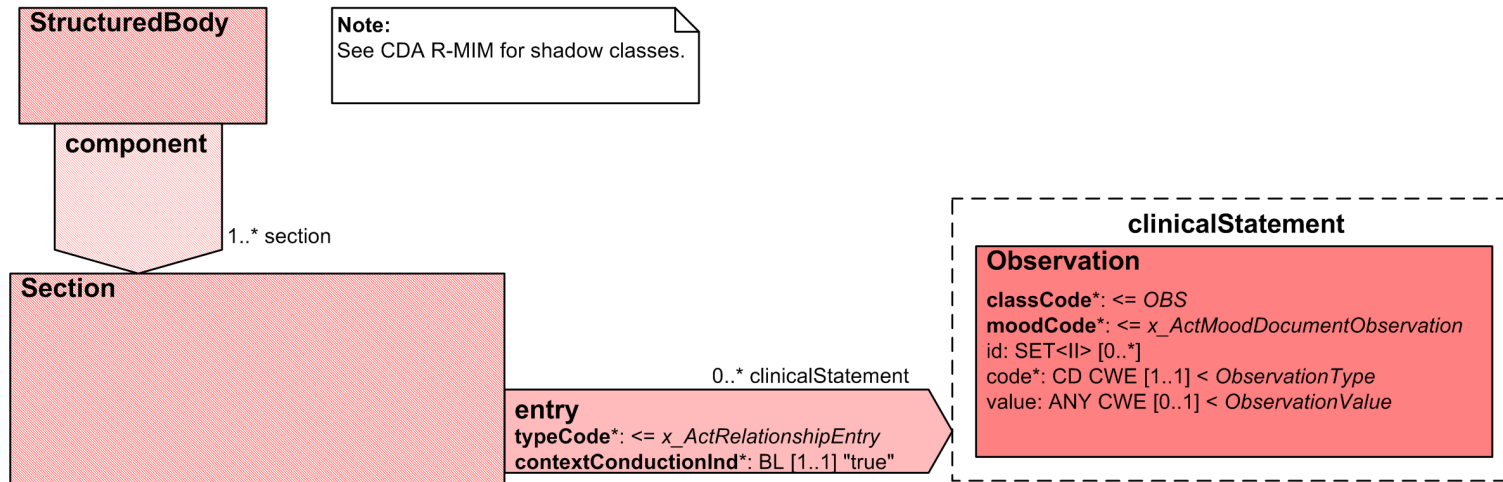 StructuredBody
Note:
See CDA R-MIM for shadow classes.
component
1..* section
Section
0..* clinicalStatement
entry
typeCode*: <= x_ActRelationshipEntry
contextConductionInd*: BL [1..1] "true"
clinicalStatement
Observation
classCode*: <= OBS
moodCode*: <= x_ActMoodDocumentObservation
id: SET<II> [0..*]
code*: CD CWE [1..1] < ObservationType
value: ANY CWE [0..1] < ObservationValue